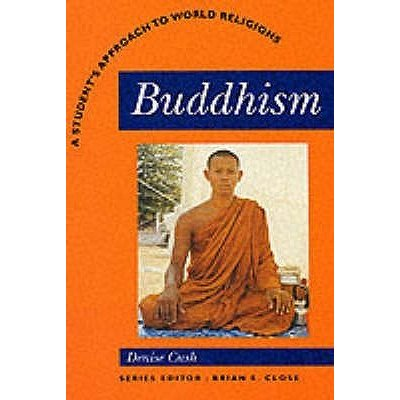 A STUDENT'S APPROACH TO WORLD RELIGIONS
Buddhism
Denise Cush
SERIES EDITOR : BRIAN E. CLOSE